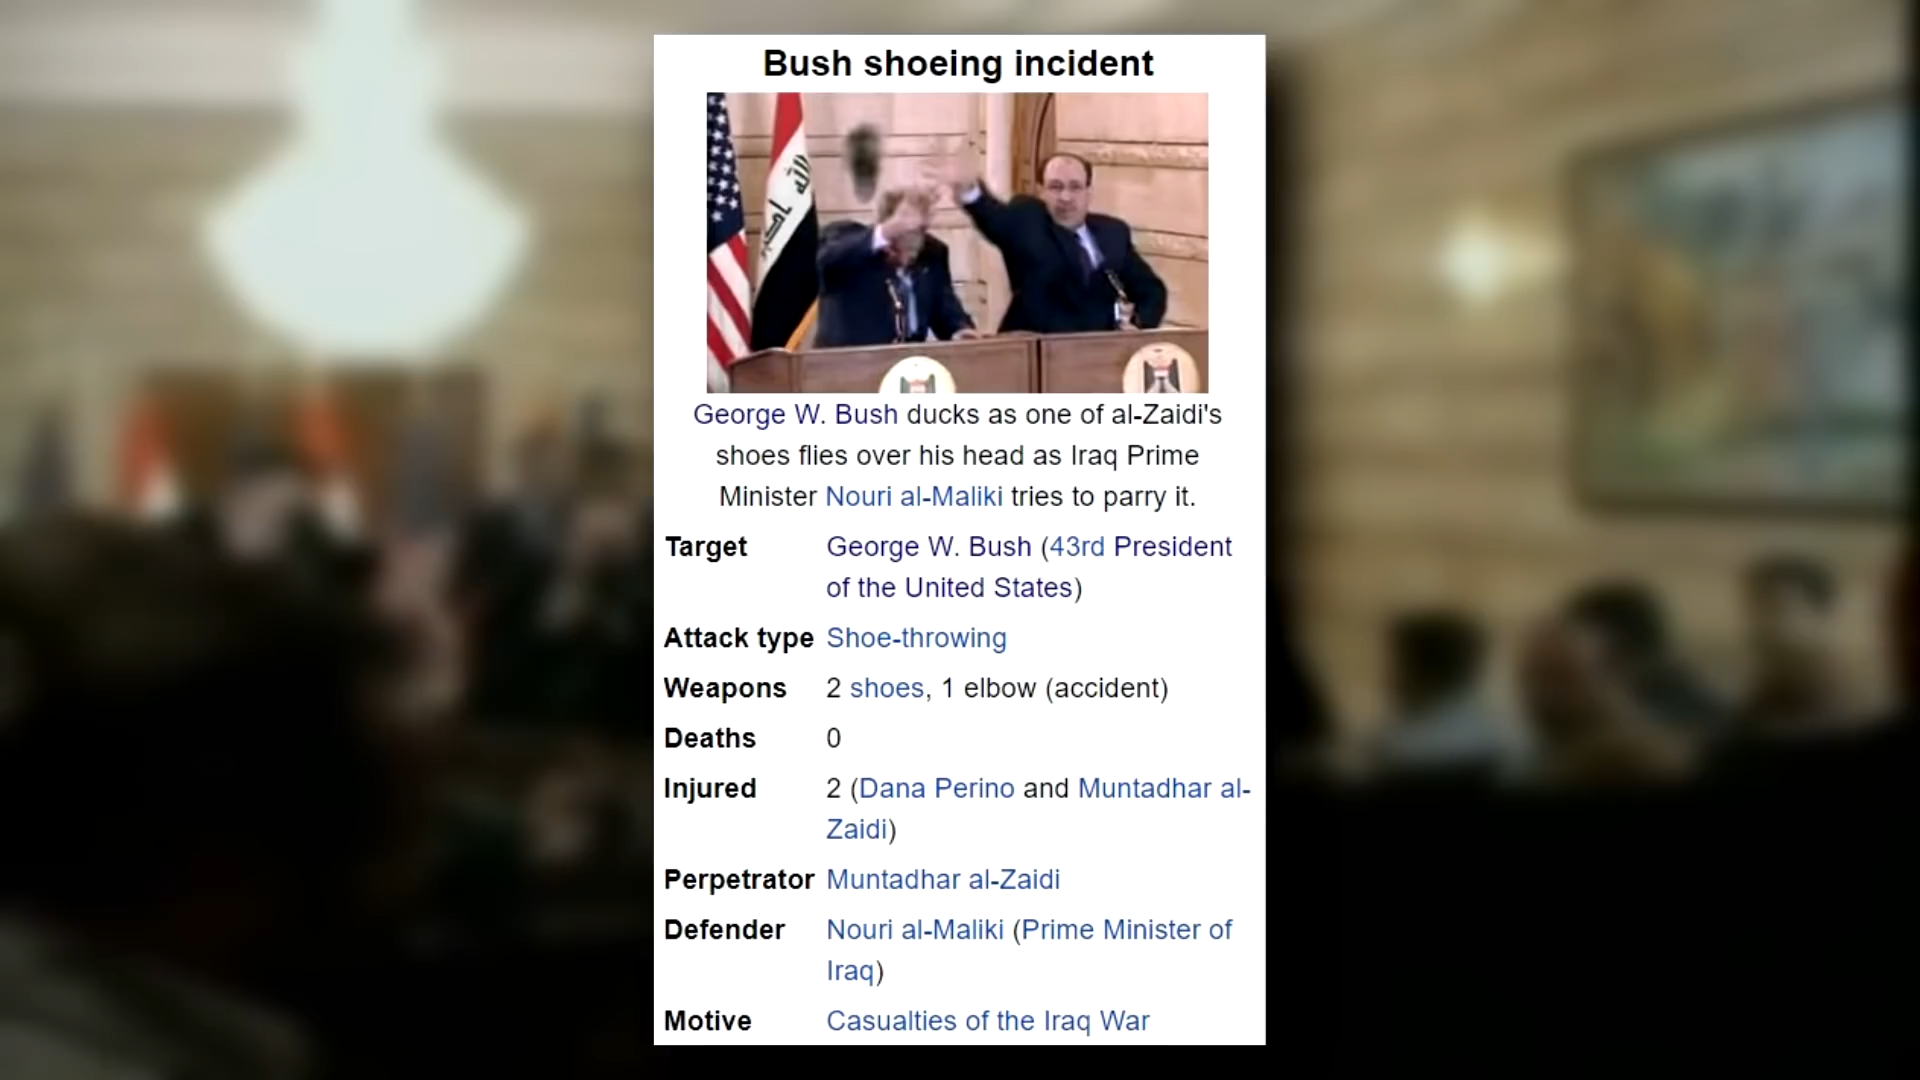 Bush shoeing incident
George W. Bush ducks as one of al-Zaidi's
shoes flies over his head as Iraq Prime
Minister Nouri al-Maliki tries to parry it.
Target George W. Bush (43rd President
of the United States)
Attack type Shoe-throwing
Weapons 2 shoes, 1 elbow (accident)
Deaths 0
Injured 2 (Dana Perino and Muntadhar al-
Zaidi)
Perpetrator Muntadhar al-Zaidi
Defender Nouri al-Maliki (Prime Minister of
Iraq)
Motive Casualties of the Iraq War